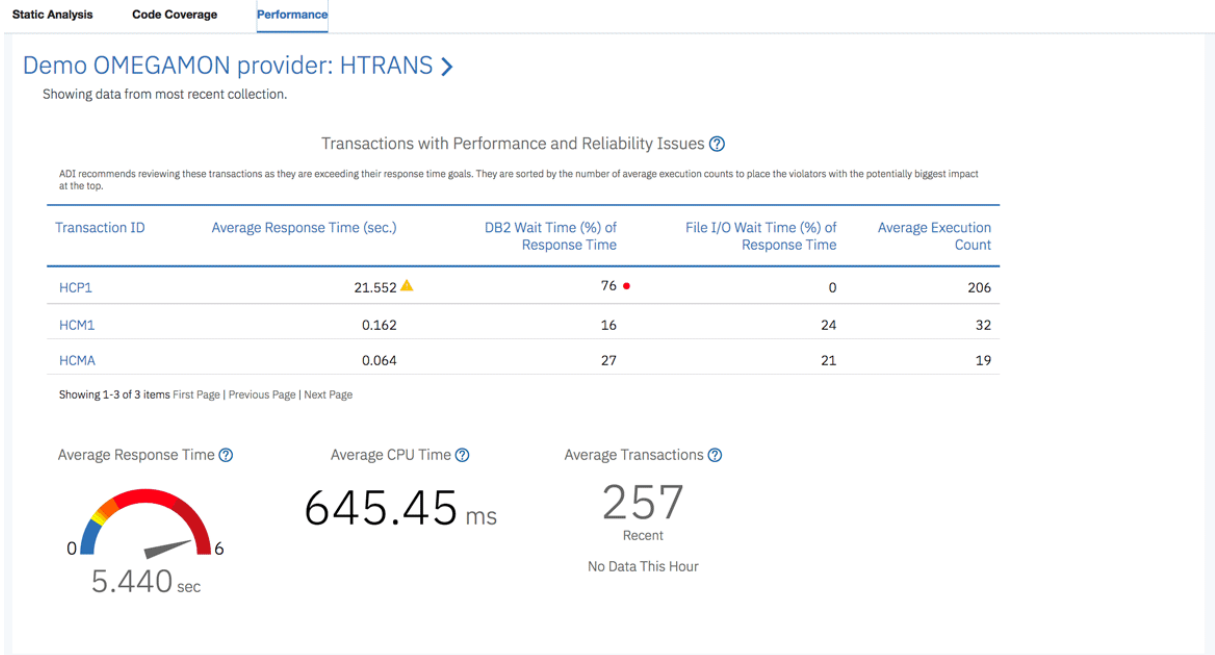 Static Analysis Code Coverage Performance
Demo OMEGAMON provider: HTRANS
Showing data from most recent collection.
Transactions with Performance and Reliability Issues ?
ADI recommends reviewing these transactions as they are exceeding their response time goals. They are sorted by the number of average execution counts to place the violators with the potentially biggest impact
at the top.
Transaction ID Average Response Time (sec.) DB2 Wait Time (%) of File I/O Wait Time (%) of Average Execution
Response Time Response Time Count
HCP1 21.552 76 0 206
HCM1 0.162 16 24 32
HCMA 0.064 27 21 19
Showing 1-3 of 3 items First Page | Previous Page | Next Page
Average Response Time ? Average CPU Time ? Average Transactions ?
645.45 ms 257
0 6 Recent
5.440 sec No Data This Hour